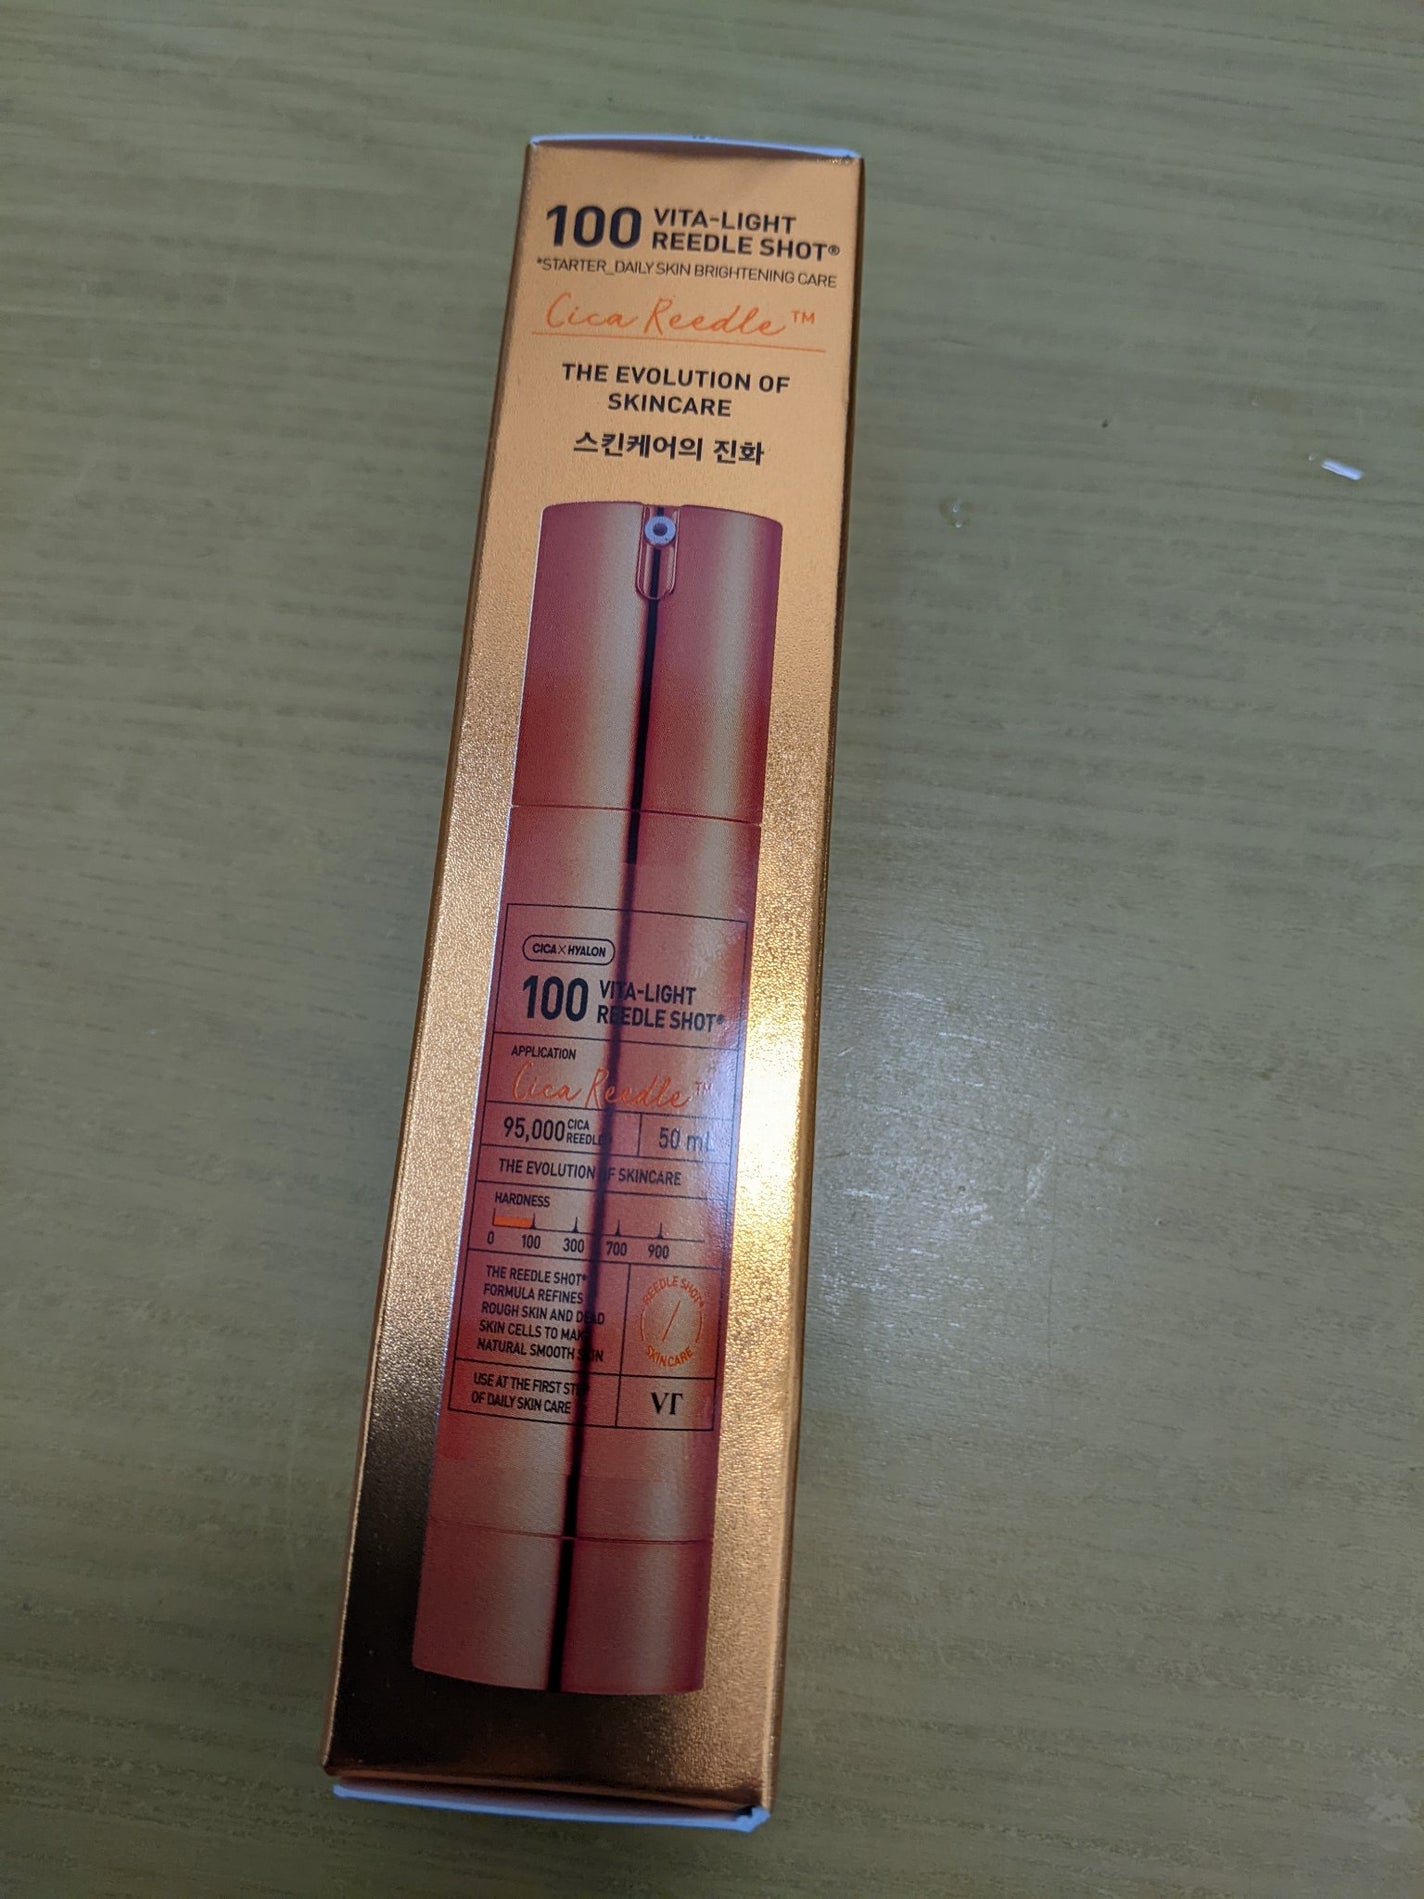 100 VITA-LIGHT
REEDLE SHOT®
*STARTER_DAILY SKIN BRIGHTENING CARE
Cica Reedle™
THE EVOLUTION OF
SKINCARE
스킨케어의 진화
CICA×HYALON
100 VITA-LIGHT
REEDLE SHOT®
APPLICATION
Cica Reedle™
95,000 CICA REEDLE
50 mL
THE EVOLUTION OF SKINCARE
HARDNESS
0 100 300 700 900
THE REEDLE SHOT®
FORMULA REFINES
ROUGH SKIN AND DEAD
SKIN CELLS TO MAKE
NATURAL SMOOTH SKIN
REEDLE SHOT®
SKINCARE
USE AT THE FIRST STEP
OF DAILY SKIN CARE
VT